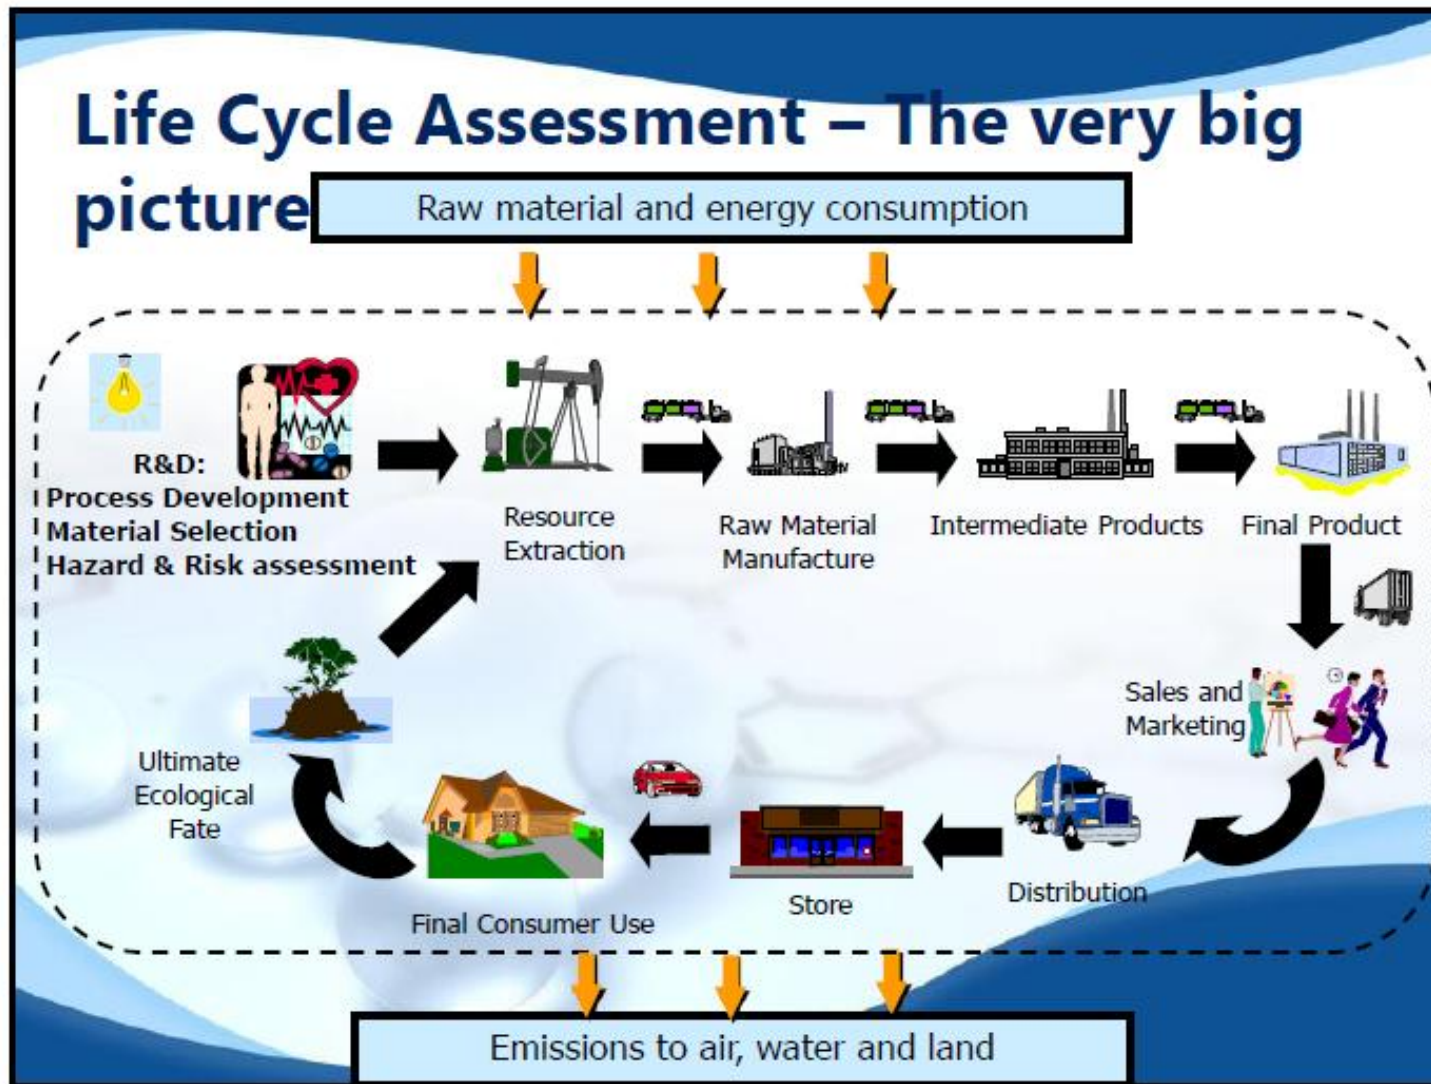 Life Cycle Assessment – The very big
picture
Raw material and energy consumption
R&D:
Process Development
Material Selection
Hazard & Risk assessment
Resource
Extraction
Raw Material
Manufacture
Intermediate Products
Final Product
Sales and
Marketing
Distribution
Store
Final Consumer Use
Ultimate
Ecological
Fate
Emissions to air, water and land